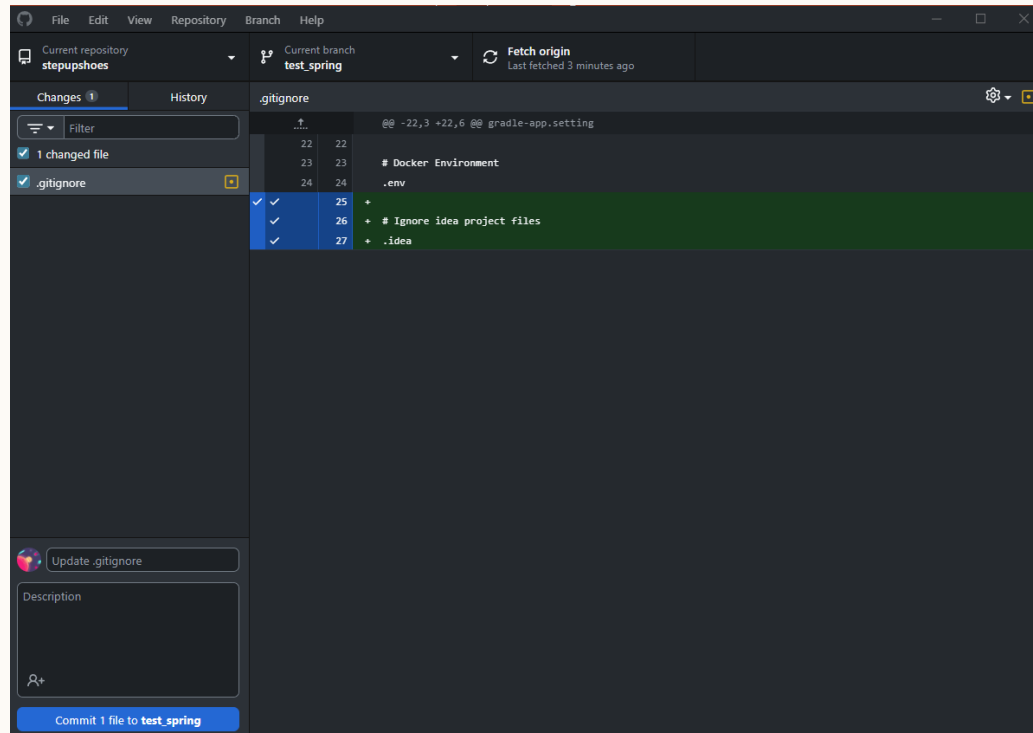 File Edit View Repository Branch Help
Current repository
stepupshoes
Current branch
test_spring
Fetch origin
Last fetched 3 minutes ago
Changes 1
History
.gitignore
Filter
1 changed file
.gitignore
@@ -22,3 +22,6 @@ gradle-app.setting
22 22
23 23 # Docker Environment
24 24 .env
25 +
26 + # Ignore idea project files
27 + .idea
Update .gitignore
Description
Commit 1 file to test_spring